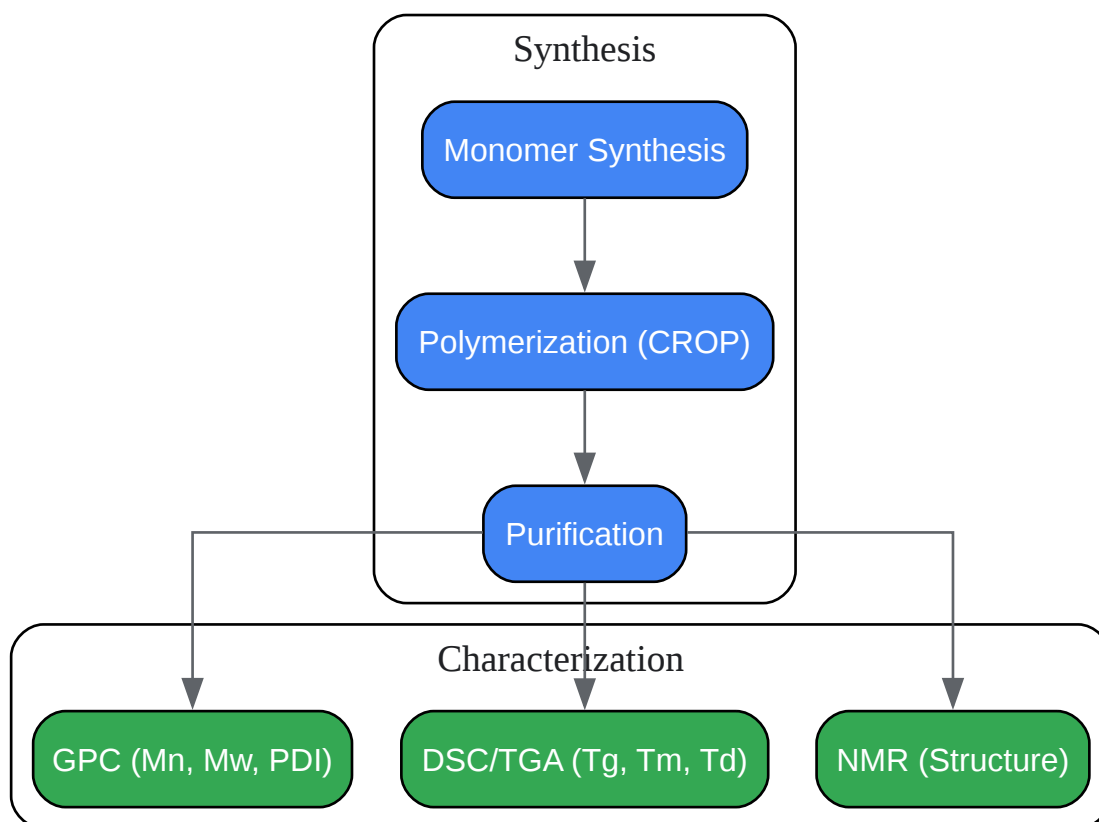 Synthesis
Monomer Synthesis
Polymerization (CROP)
Purification
Characterization
GPC (Mn, Mw, PDI)
DSC/TGA (Tg, Tm, Td)
NMR (Structure)